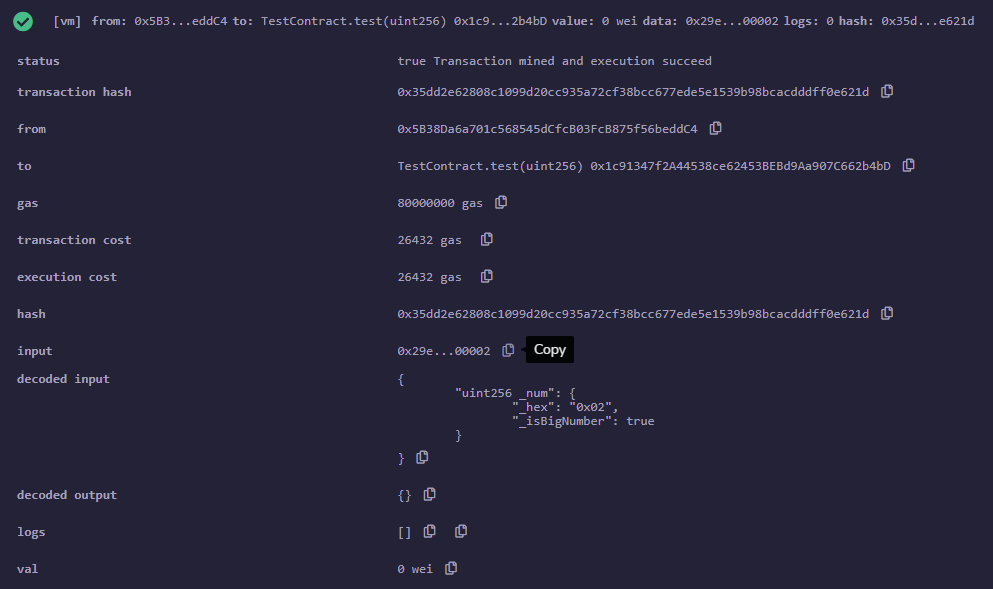 [vm] from: 0x5B3...eddC4 to: TestContract.test(uint256) 0x1c9...2b4bD value: 0 wei data: 0x29e...00002 logs: 0 hash: 0x35d...e621d
status true Transaction mined and execution succeed
transaction hash 0x35dd2e62808c1099d20cc935a72cf38bcc677ede5e1539b98bcacdddff0e621d
from 0x5B38Da6a701c568545dCfcB03FcB875f56beddC4
to TestContract.test(uint256) 0x1c91347f2A44538ce62453BEBd9Aa907C662b4bD
gas 80000000 gas
transaction cost 26432 gas
execution cost 26432 gas
hash 0x35dd2e62808c1099d20cc935a72cf38bcc677ede5e1539b98bcacdddff0e621d
input 0x29e...00002 Copy
decoded input {
"uint256 _num": {
"_hex": "0x02",
"_isBigNumber": true
}
}
decoded output {}
logs []
val 0 wei